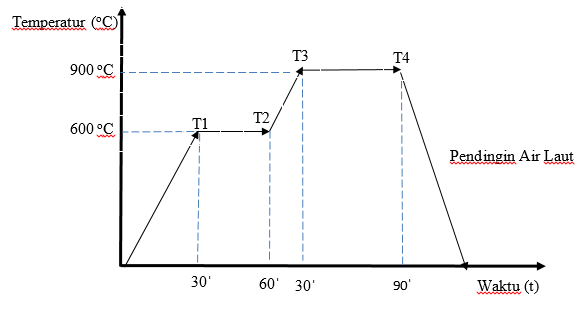 Temperatur (°C)
T3
T4
900 °C
T2
600 °C
T1
Pendingin Air Laut
30'
60'
30'
90'
Waktu (t)